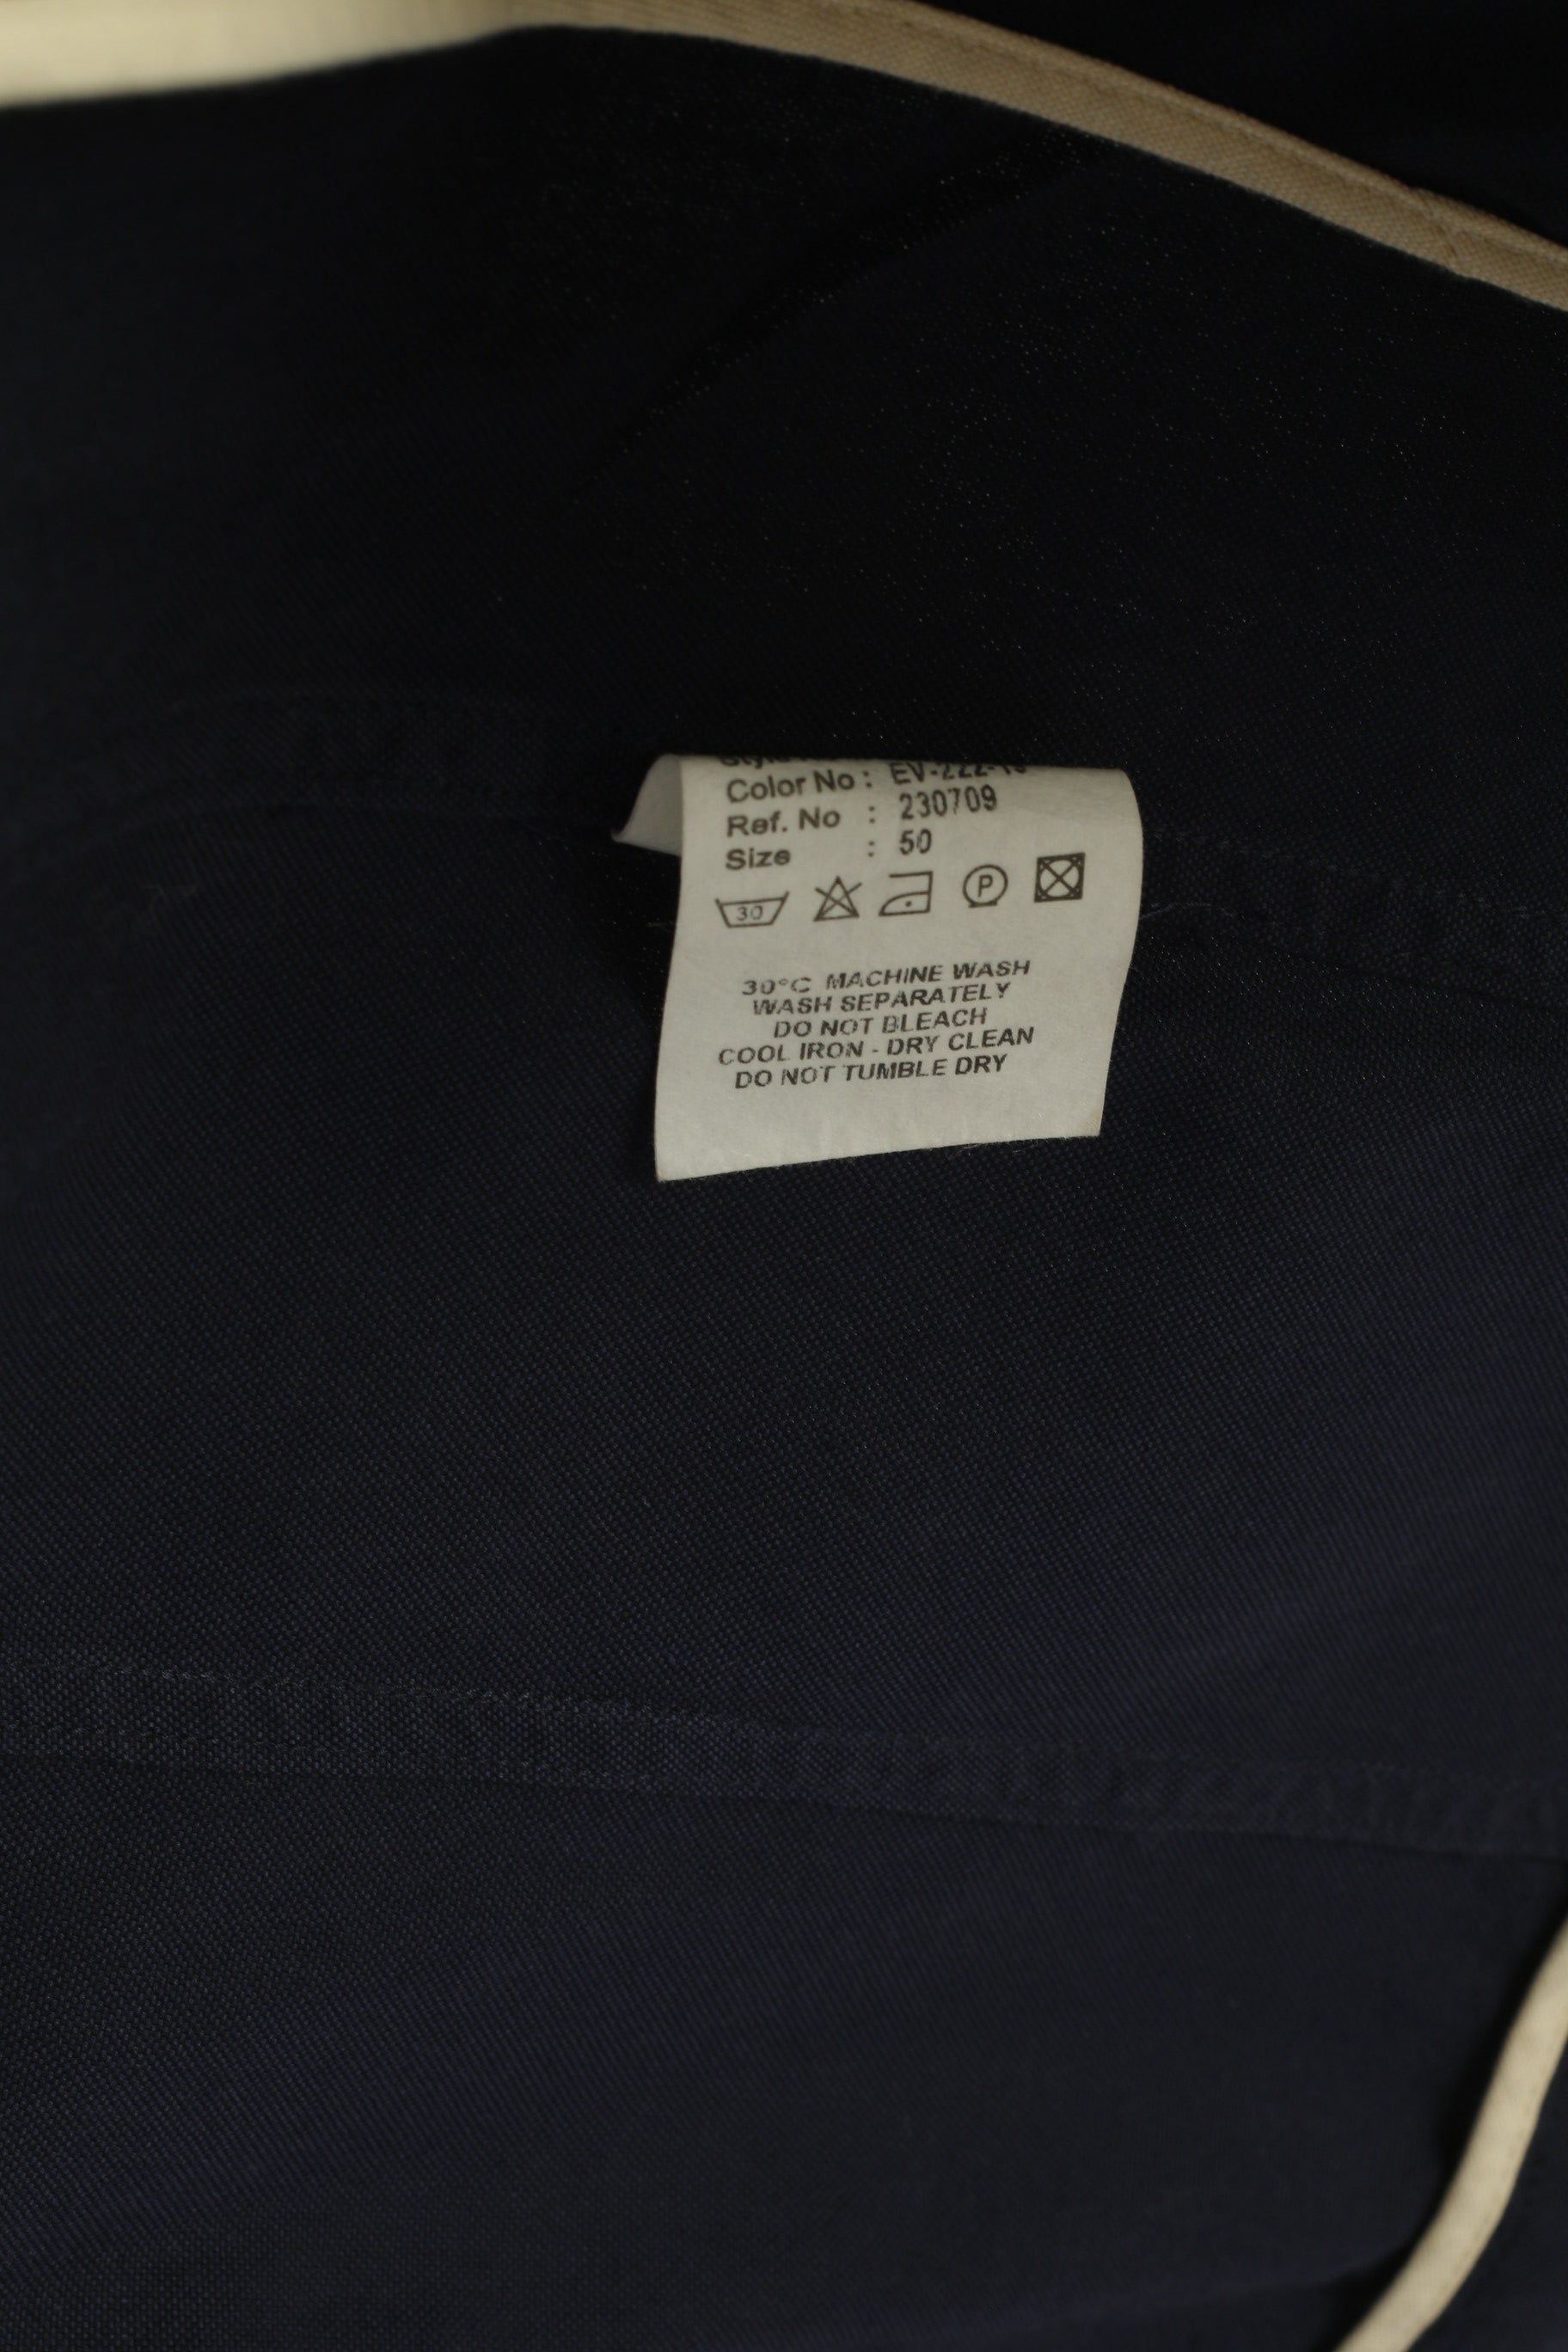 Color No : EV-222-
Ref. No : 230709
Size : 50
30 P
30°C MACHINE WASH
WASH SEPARATELY
DO NOT BLEACH
COOL IRON - DRY CLEAN
DO NOT TUMBLE DRY